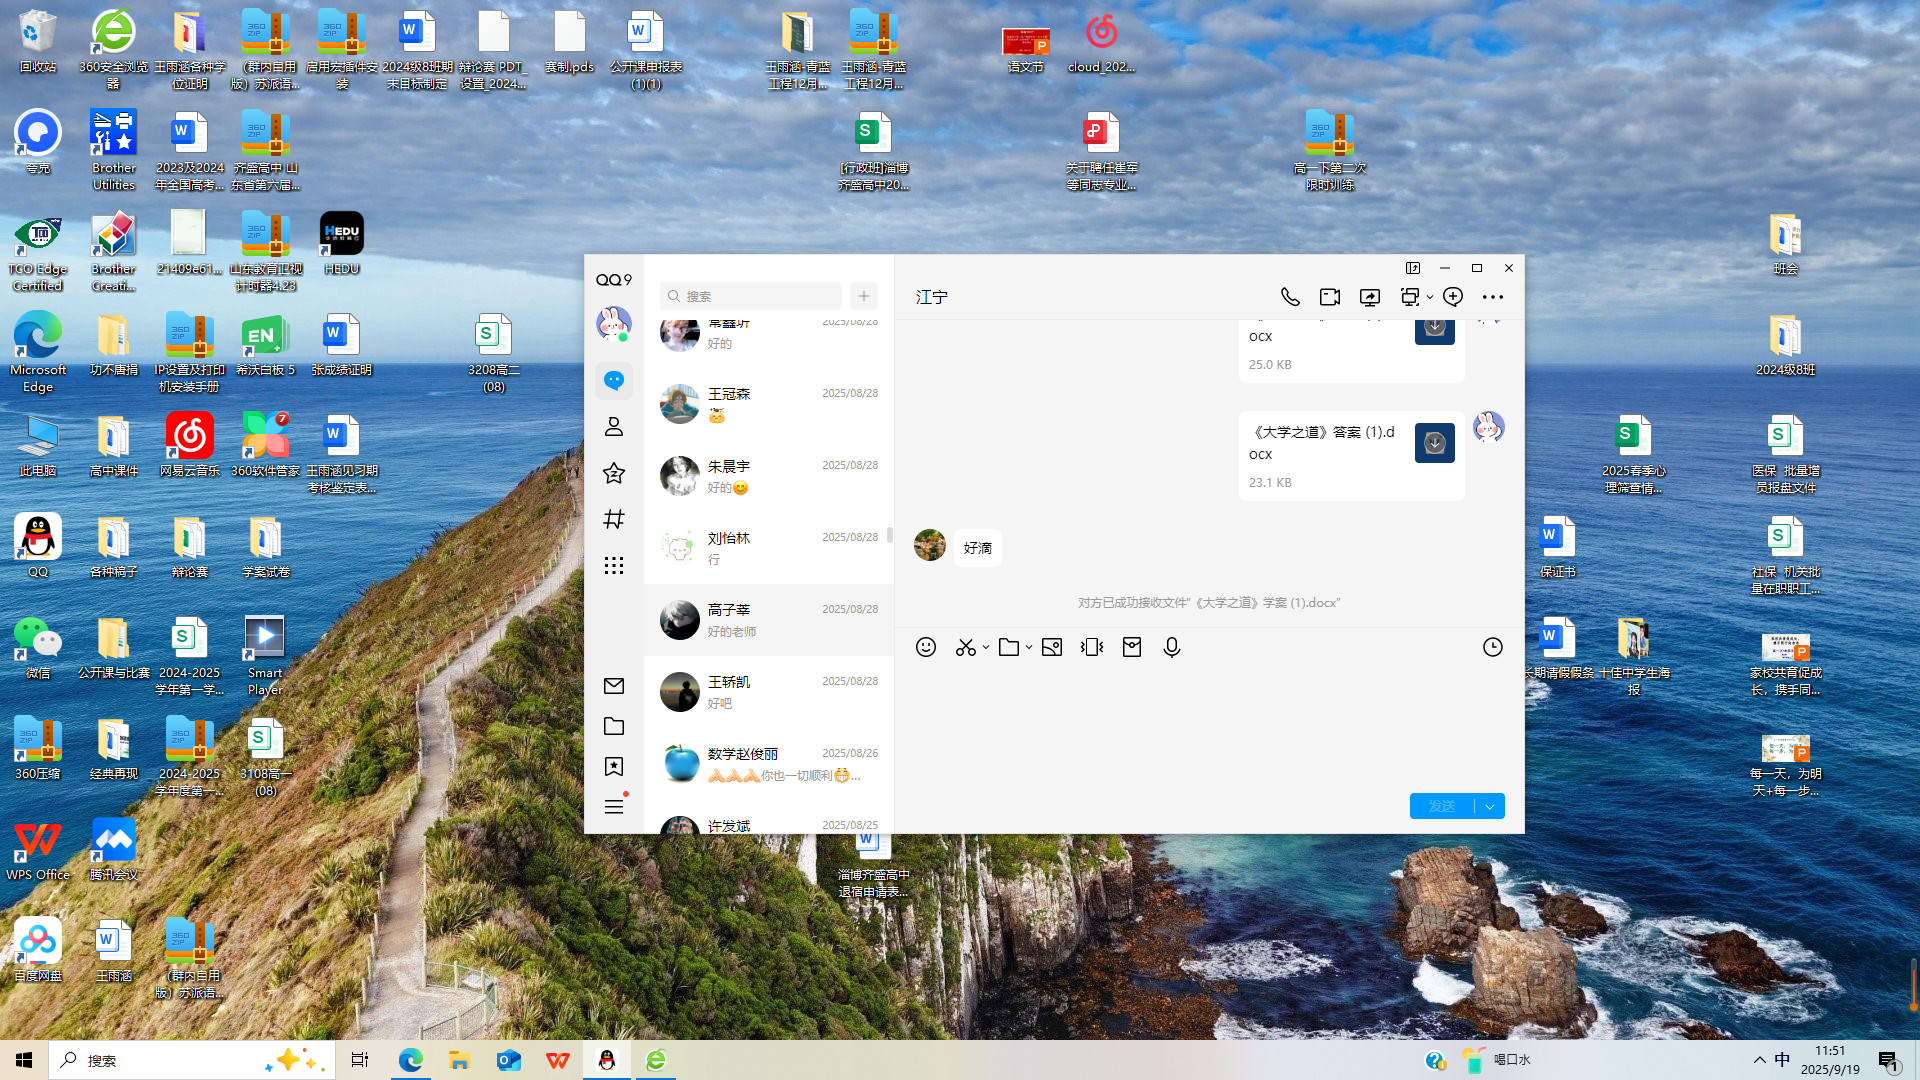 回收站
360安全浏览
器
王雨涵各种学
位证明
(群内自用
版）苏派语...
启用宏插件安
装
2024级8班期
末目标制定
辩论赛 PDT_
设置_2024...
赛制.pds
公开课申报表
(1)(1)
王雨涵-青蓝
工程12月...
王雨涵-青蓝
工程12月...
语文节
cloud_202...
夸克
Brother
Utilities
2023及2024
年全国高考...
齐盛高中 山
东省第六届...
[行政班]淄博
齐盛高中20...
关于聘任崔军
等同志专业...
高一下第二次
限时训练
TCO Edge
Certified
Brother
Creati...
21409e61...
山东教育卫视
计时器4.23
HEDU
班会
Microsoft
Edge
功不唐捐
IP设置及打印
机安装手册
希沃白板 5
张成绩证明
3208高二
(08)
2024级8班
此电脑
高中课件
网易云音乐
360软件管家
王雨涵见习期
考核鉴定表...
2025春季心
理筛查情...
医保_批量增
员报盘文件
QQ
各种稿子
辩论赛
学案试卷
保证书
社保_机关批
量在职职工...
微信
公开课与比赛
2024-2025
学年第一学...
Smart
Player
长期请假假条
十佳中学生海
报
家校共育促成
长，携手同...
360压缩
经典再现
2024-2025
学年度第一...
3108高一
(08)
每一天，为明
天+每一步...
WPS Office
腾讯会议
淄博齐盛高中
退宿申请表...
百度网盘
王雨涵
(群内自用
版）苏派语...
QQ9
搜索
常鑫圻
2025/08/28
好的
王冠森
2025/08/28
朱晨宇
2025/08/28
好的😊
刘怡林
2025/08/28
行
高子莘
2025/08/28
好的老师
王轿凯
2025/08/28
好吧
数学赵俊丽
2025/08/26
🙏🙏🙏你也一切顺利😁...
许发斌
2025/08/25
江宁
ocx
25.0 KB
《大学之道》答案 (1).d
ocx
23.1 KB
好滴
对方已成功接收文件“《大学之道》学案 (1).docx”
发送
搜索
喝口水
中
11:51
2025/9/19
1